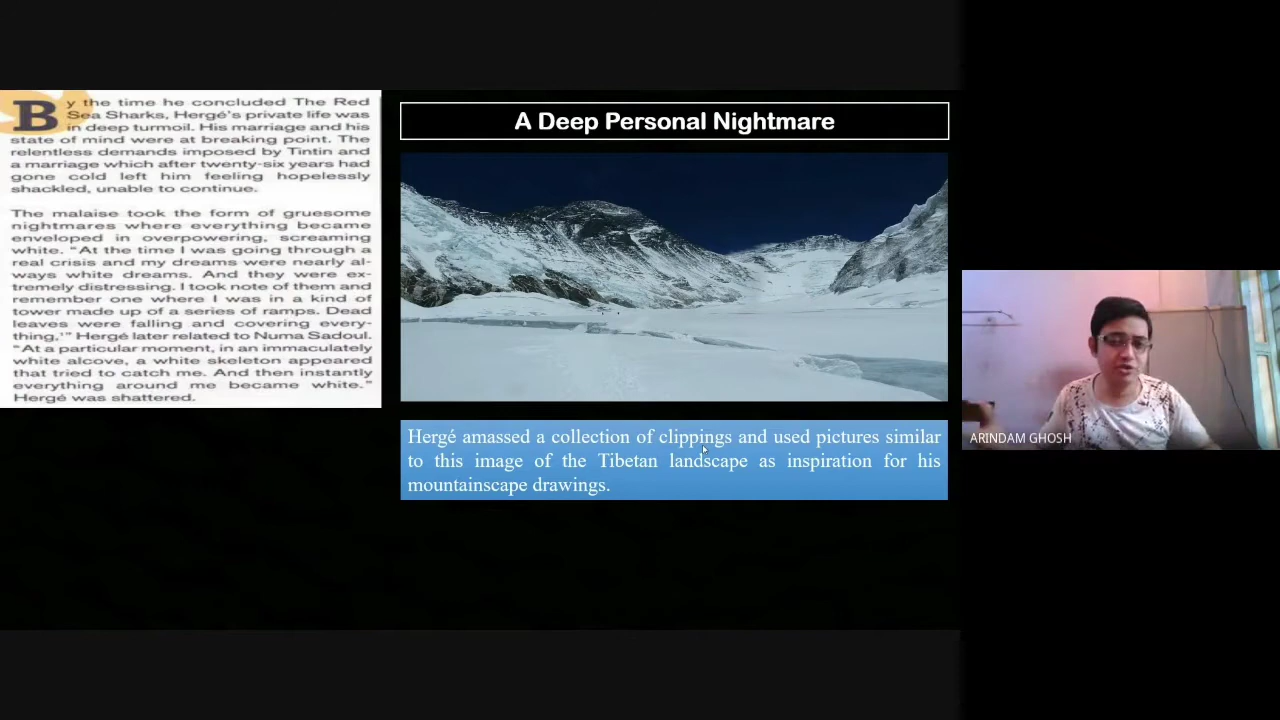 By the time he concluded The Red
Sea Sharks, Hergé's private life was
in deep turmoil. His marriage and his
state of mind were at breaking point. The
relentless demands imposed by Tintin and
a marriage which after twenty-six years had
gone cold left him feeling hopelessly
shackled, unable to continue.
The malaise took the form of gruesome
nightmares where everything became
enveloped in overpowering, screaming
white. "At the time I was going through a
real crisis and my dreams were nearly al-
ways white dreams. And they were ex-
tremely distressing. I took note of them and
remember one where I was in a kind of
tower made up of a series of ramps. Dead
leaves were falling and covering every-
thing,'" Hergé later related to Numa Sadoul.
"At a particular moment, in an immaculately
white alcove, a white skeleton appeared
that tried to catch me. And then instantly
everything around me became white."
Hergé was shattered.
A Deep Personal Nightmare
Hergé amassed a collection of clippings and used pictures similar
to this image of the Tibetan landscape as inspiration for his
mountainscape drawings.
ARINDAM GHOSH